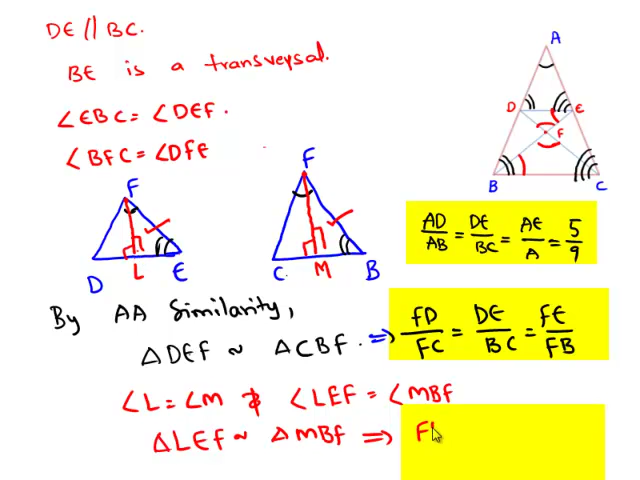 DE // BC.
BE is a transversal.
∠EBC = ∠DEF.
∠BFC = ∠DFE
A
D
E
F
B
C
F
D
L
E
F
C
M
B
AD/AB = DE/BC = AE/A = 5/9
By AA Similarity,
△DEF ~ △CBF. ⇒ FD/FC = DE/BC = FE/FB
∠L = ∠M & ∠LEF = ∠MBF
△LEF ~ △MBF ⇒